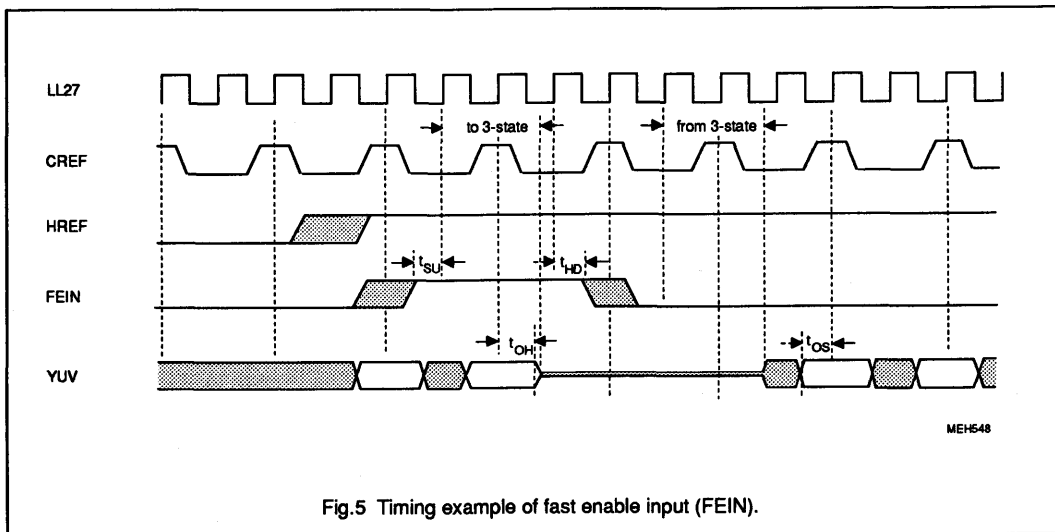 LL27
to 3-state
from 3-state
CREF
HREF
tSU
tHD
FEIN
tOH
tOS
YUV
MEH548
Fig.5 Timing example of fast enable input (FEIN).